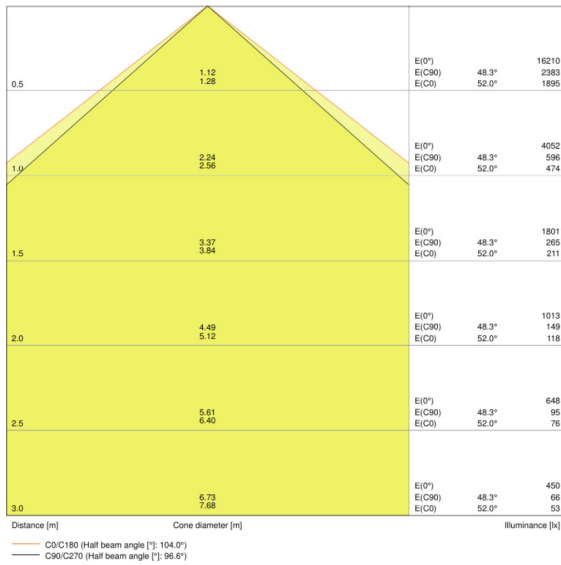 E(0°) 16210
1.12 E(C90) 48.3° 2383
0.5 1.28 E(C0) 52.0° 1895
E(0°) 4052
2.24 E(C90) 48.3° 596
1.0 2.56 E(C0) 52.0° 474
E(0°) 1801
3.37 E(C90) 48.3° 265
1.5 3.84 E(C0) 52.0° 211
E(0°) 1013
4.49 E(C90) 48.3° 149
2.0 5.12 E(C0) 52.0° 118
E(0°) 648
5.61 E(C90) 48.3° 95
2.5 6.40 E(C0) 52.0° 76
E(0°) 450
6.73 E(C90) 48.3° 66
3.0 7.68 E(C0) 52.0° 53
Distance [m] Cone diameter [m] Illuminance [lx]
C0/C180 (Half beam angle [°]: 104.0°)
C90/C270 (Half beam angle [°]: 96.6°)